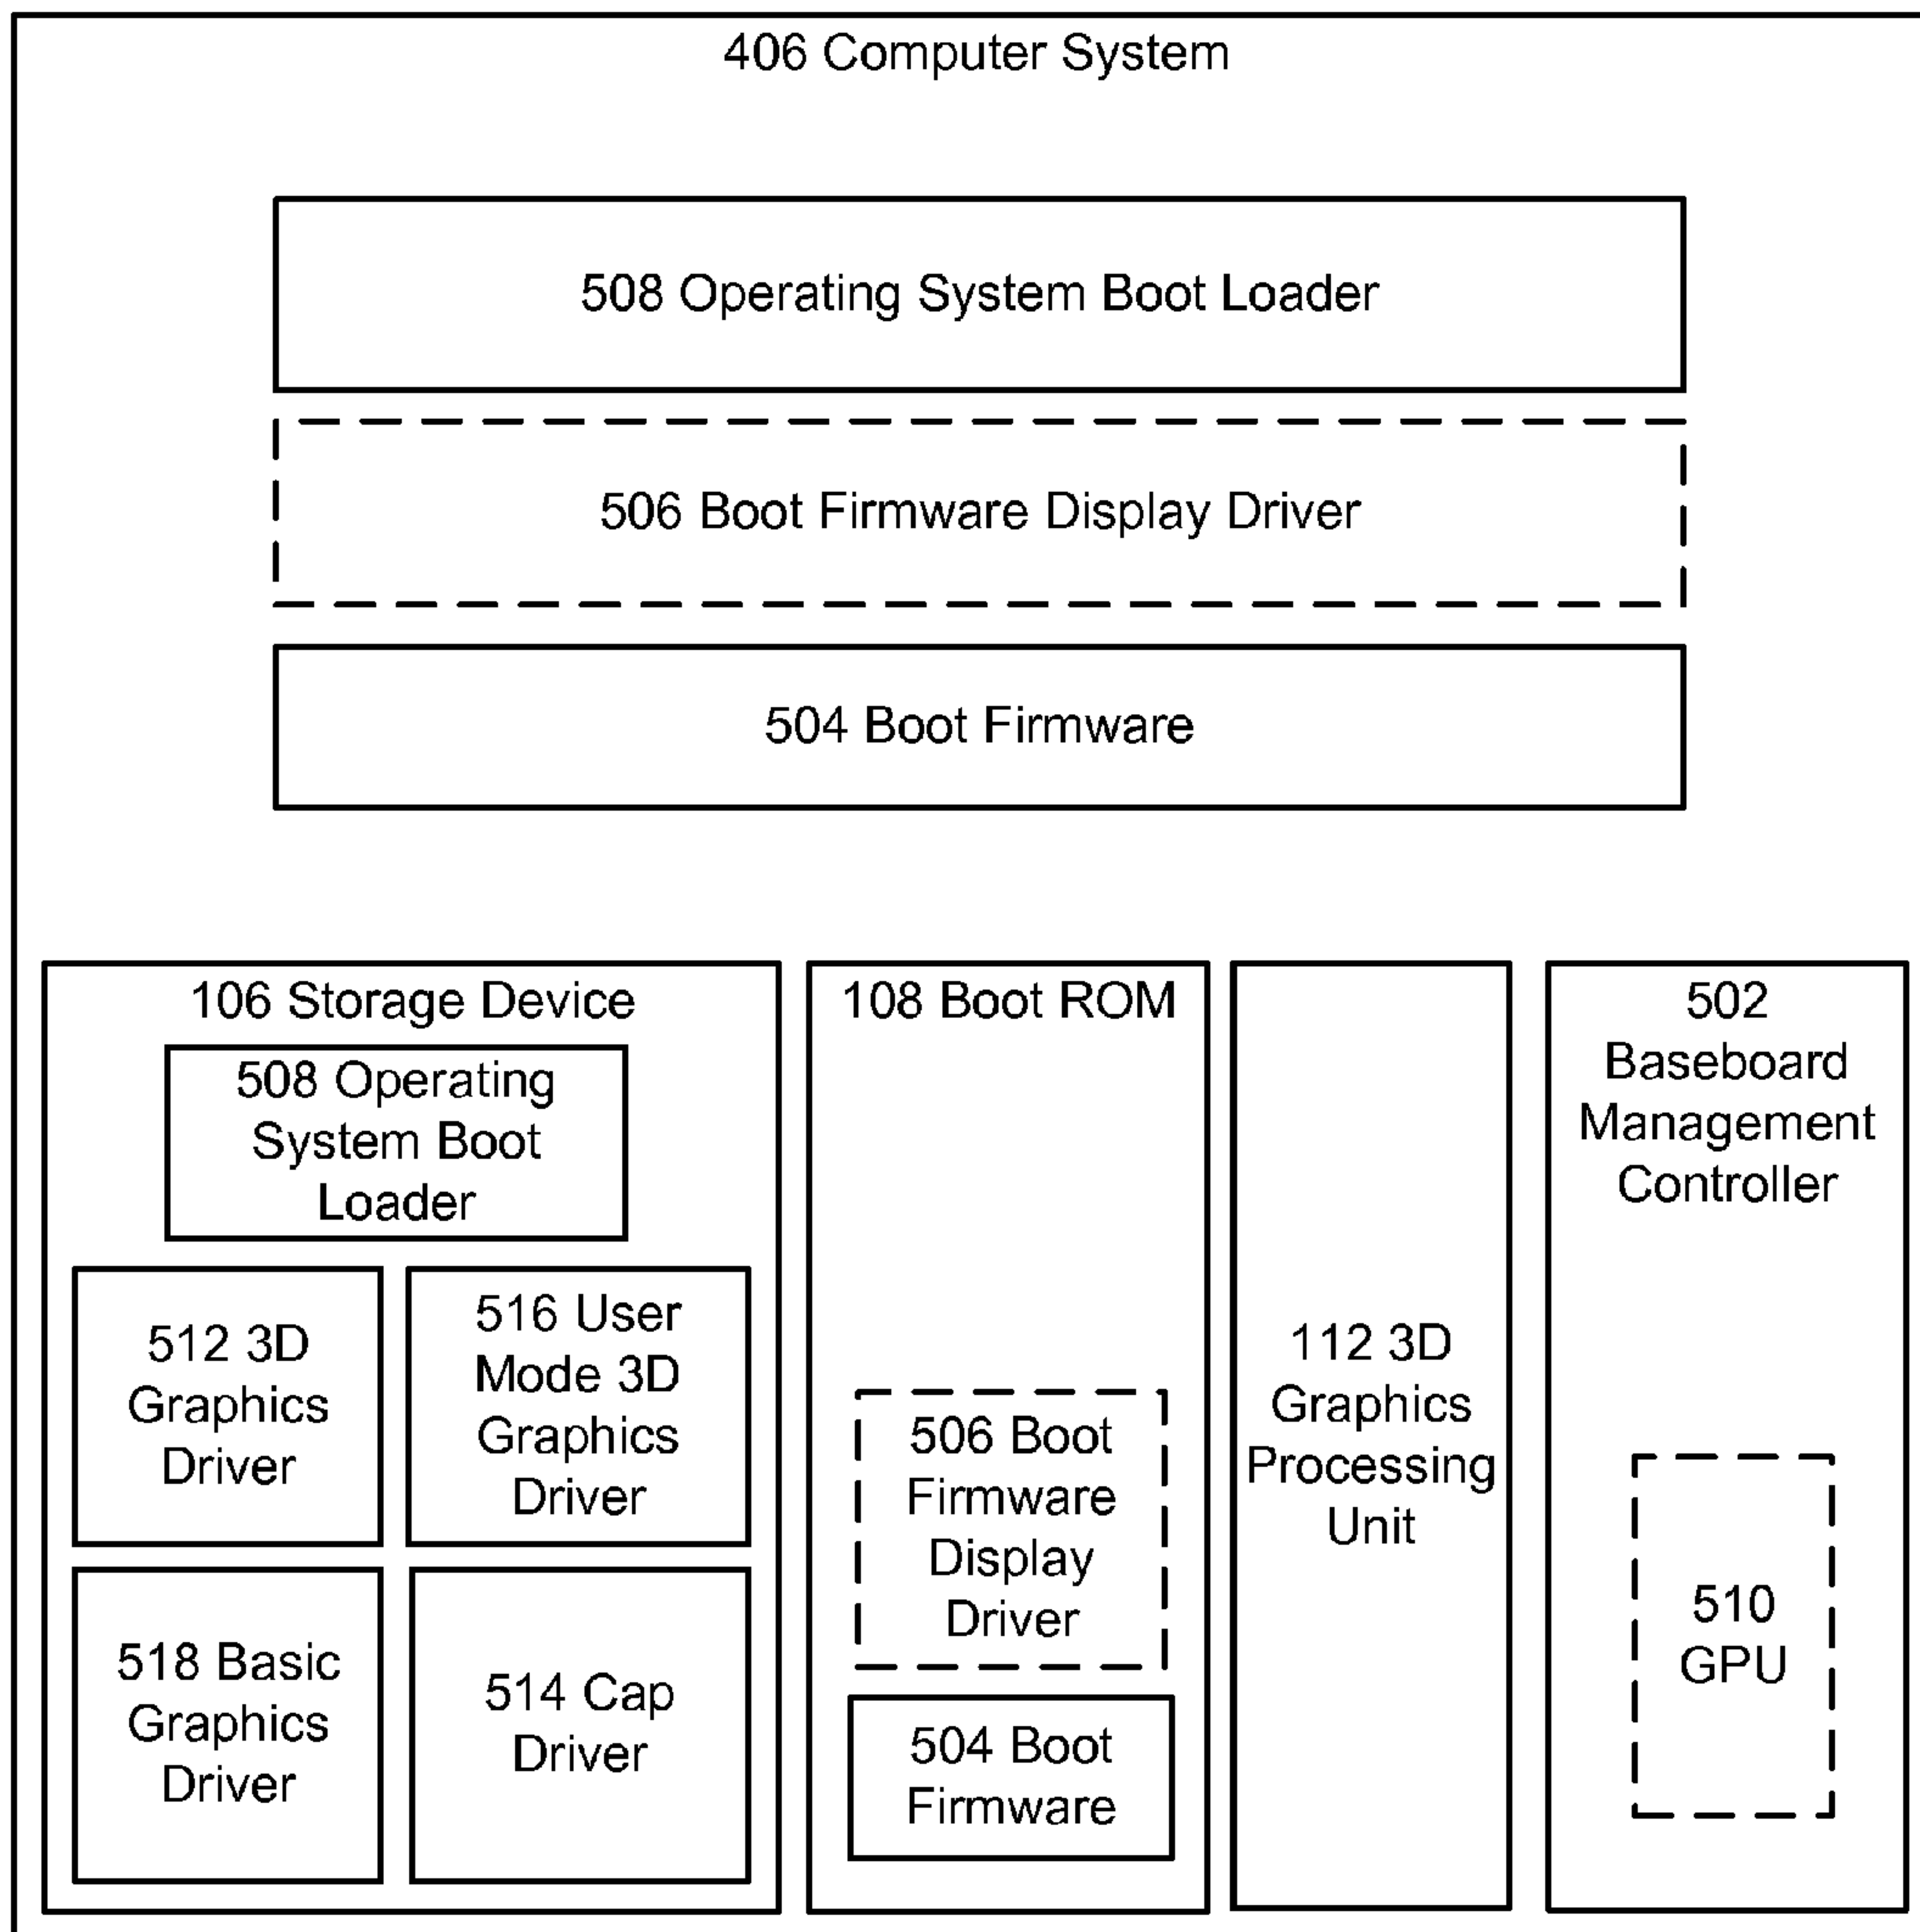 406 Computer System
508 Operating System Boot Loader
506 Boot Firmware Display Driver
504 Boot Firmware
106 Storage Device
508 Operating
System Boot
Loader
512 3D
Graphics
Driver
516 User
Mode 3D
Graphics
Driver
518 Basic
Graphics
Driver
514 Cap
Driver
108 Boot ROM
506 Boot
Firmware
Display
Driver
504 Boot
Firmware
112 3D
Graphics
Processing
Unit
502
Baseboard
Management
Controller
510
GPU